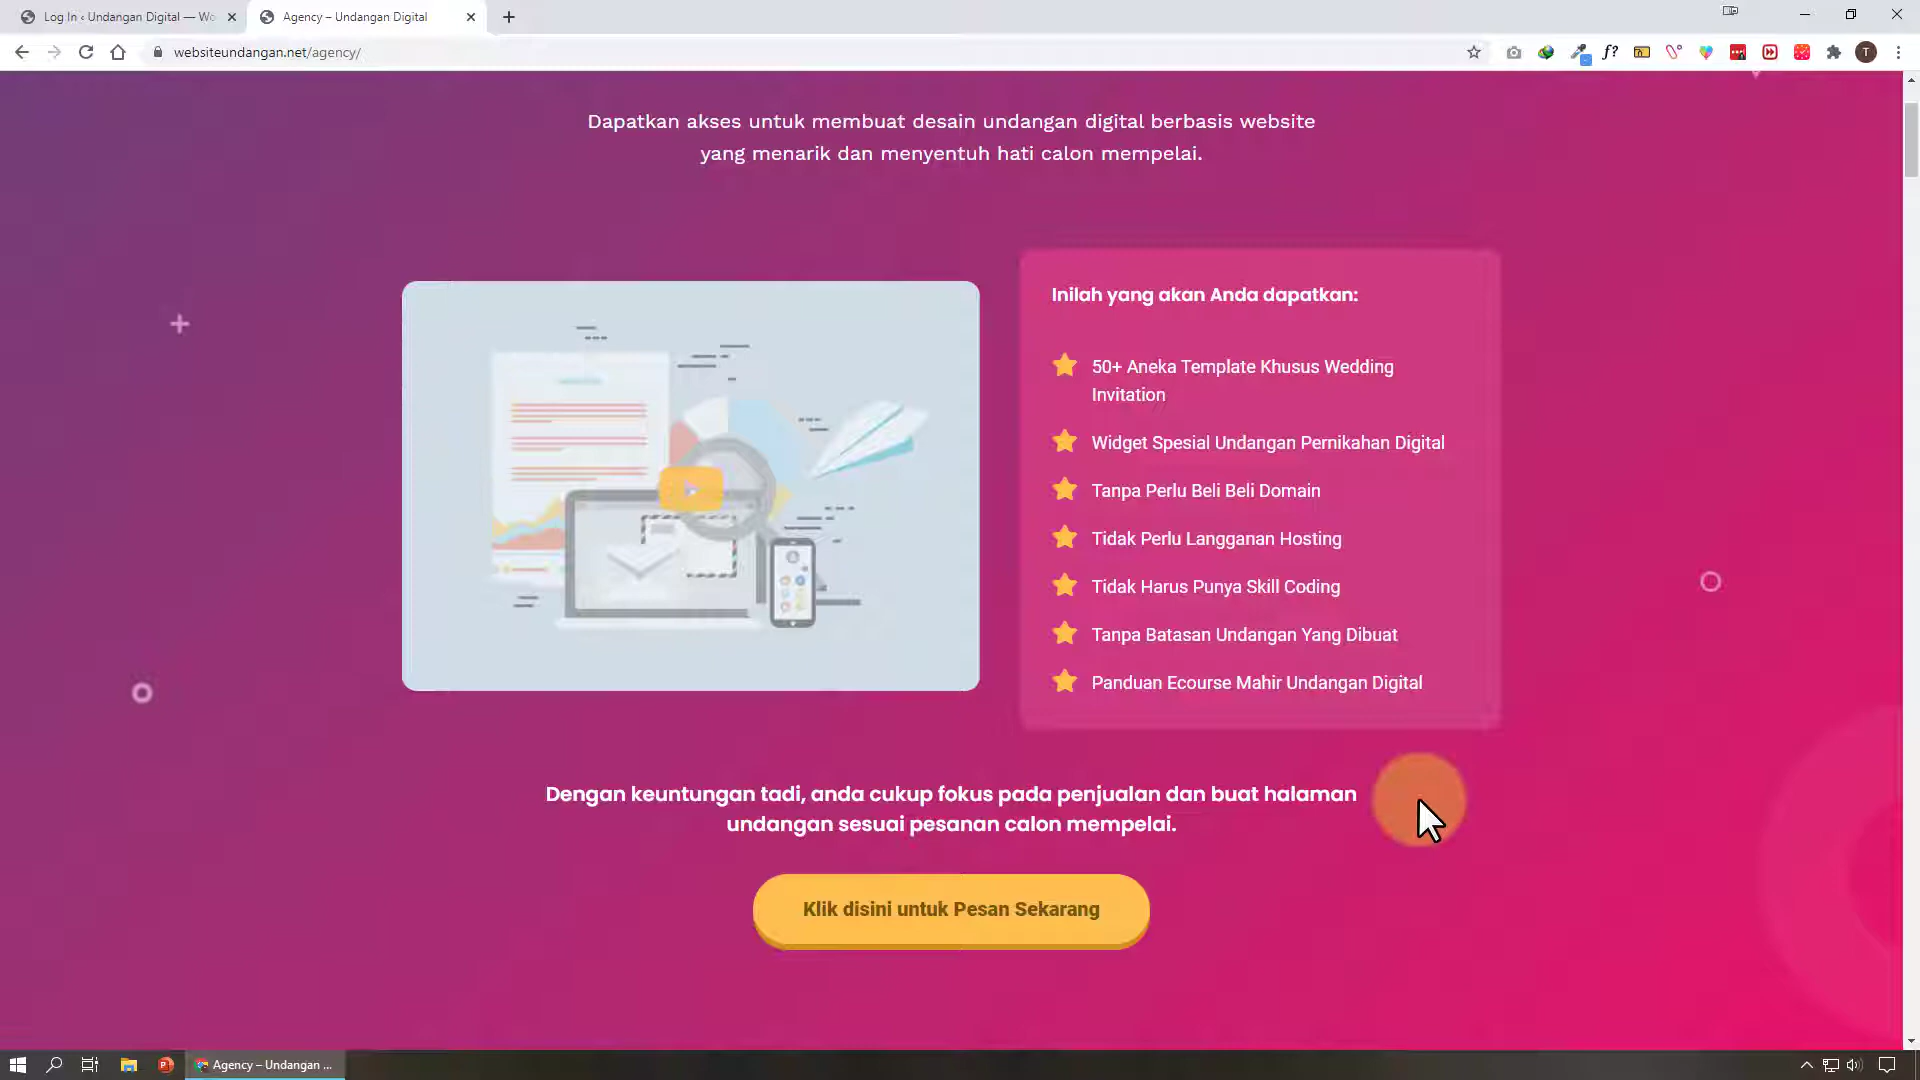 Log In ‹ Undangan Digital — Wo
Agency – Undangan Digital
websiteundangan.net/agency/
f?
T
Dapatkan akses untuk membuat desain undangan digital berbasis website
yang menarik dan menyentuh hati calon mempelai.
Inilah yang akan Anda dapatkan:
50+ Aneka Template Khusus Wedding
Invitation
Widget Spesial Undangan Pernikahan Digital
Tanpa Perlu Beli Beli Domain
Tidak Perlu Langganan Hosting
Tidak Harus Punya Skill Coding
Tanpa Batasan Undangan Yang Dibuat
Panduan Ecourse Mahir Undangan Digital
Dengan keuntungan tadi, anda cukup fokus pada penjualan dan buat halaman
undangan sesuai pesanan calon mempelai.
Klik disini untuk Pesan Sekarang
Agency – Undangan ...